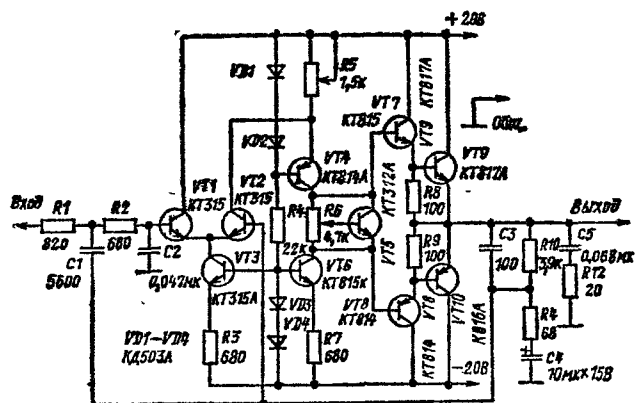 +20В
VD1
R5
1,5к
VT7
КТ815
КТ817А
Общ.
VD2
VT4
КТ814А
КТ312А
VT9
VT9
КТ817А
Вход
R1
820
R2
680
VT1
КТ315
VT2
КТ315
R4
22к
R6
4,7к
VT5
R8
100
Выход
C1
5600
C2
0,047мк
VT3
КТ315А
VT6
КТ815к
R9
100
C3
100
R10
3,9к
C5
0,068мк
R12
20
VD3
VD4
VT8
КТ814
VT8
КТ814
VT10
К816А
R4
68
C4
10мк×15В
VD1–VD4
КД503А
R3
680
R7
680
–20В